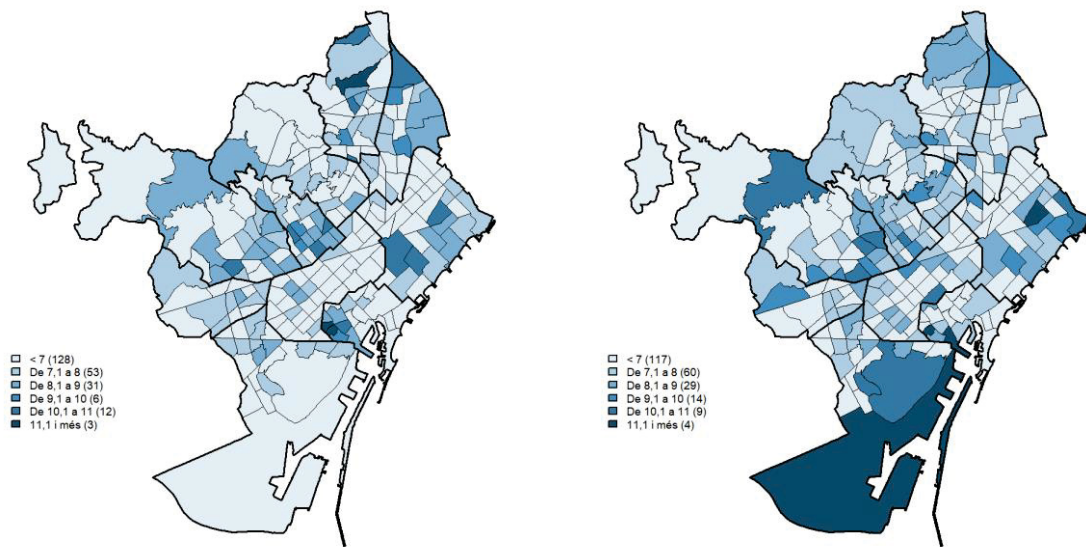 < 7 (128)
De 7,1 a 8 (53)
De 8,1 a 9 (31)
De 9,1 a 10 (6)
De 10,1 a 11 (12)
11,1 i més (3)
< 7 (117)
De 7,1 a 8 (60)
De 8,1 a 9 (29)
De 9,1 a 10 (14)
De 10,1 a 11 (9)
11,1 i més (4)